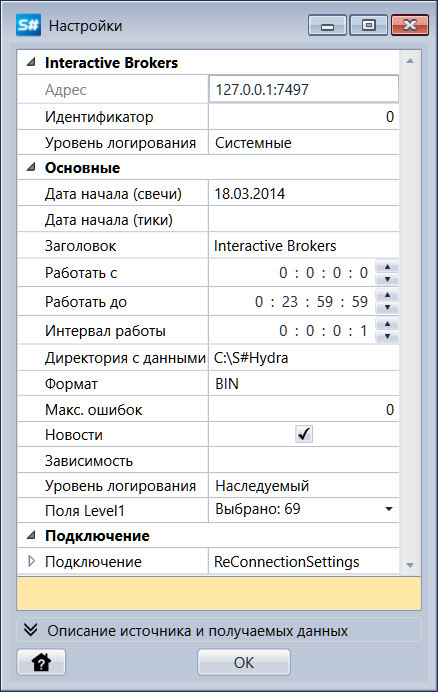 S# Настройки
Interactive Brokers
Адрес 127.0.0.1:7497
Идентификатор 0
Уровень логирования Системные
Основные
Дата начала (свечи) 18.03.2014
Дата начала (тики)
Заголовок Interactive Brokers
Работать с 0 : 0 : 0 : 0
Работать до 0 : 23 : 59 : 59
Интервал работы 0 : 0 : 0 : 1
Директория с данными C:\S#Hydra
Формат BIN
Макс. ошибок 0
Новости
Зависимость
Уровень логирования Наследуемый
Поля Level1 Выбрано: 69
Подключение
Подключение ReConnectionSettings
Описание источника и получаемых данных
OK